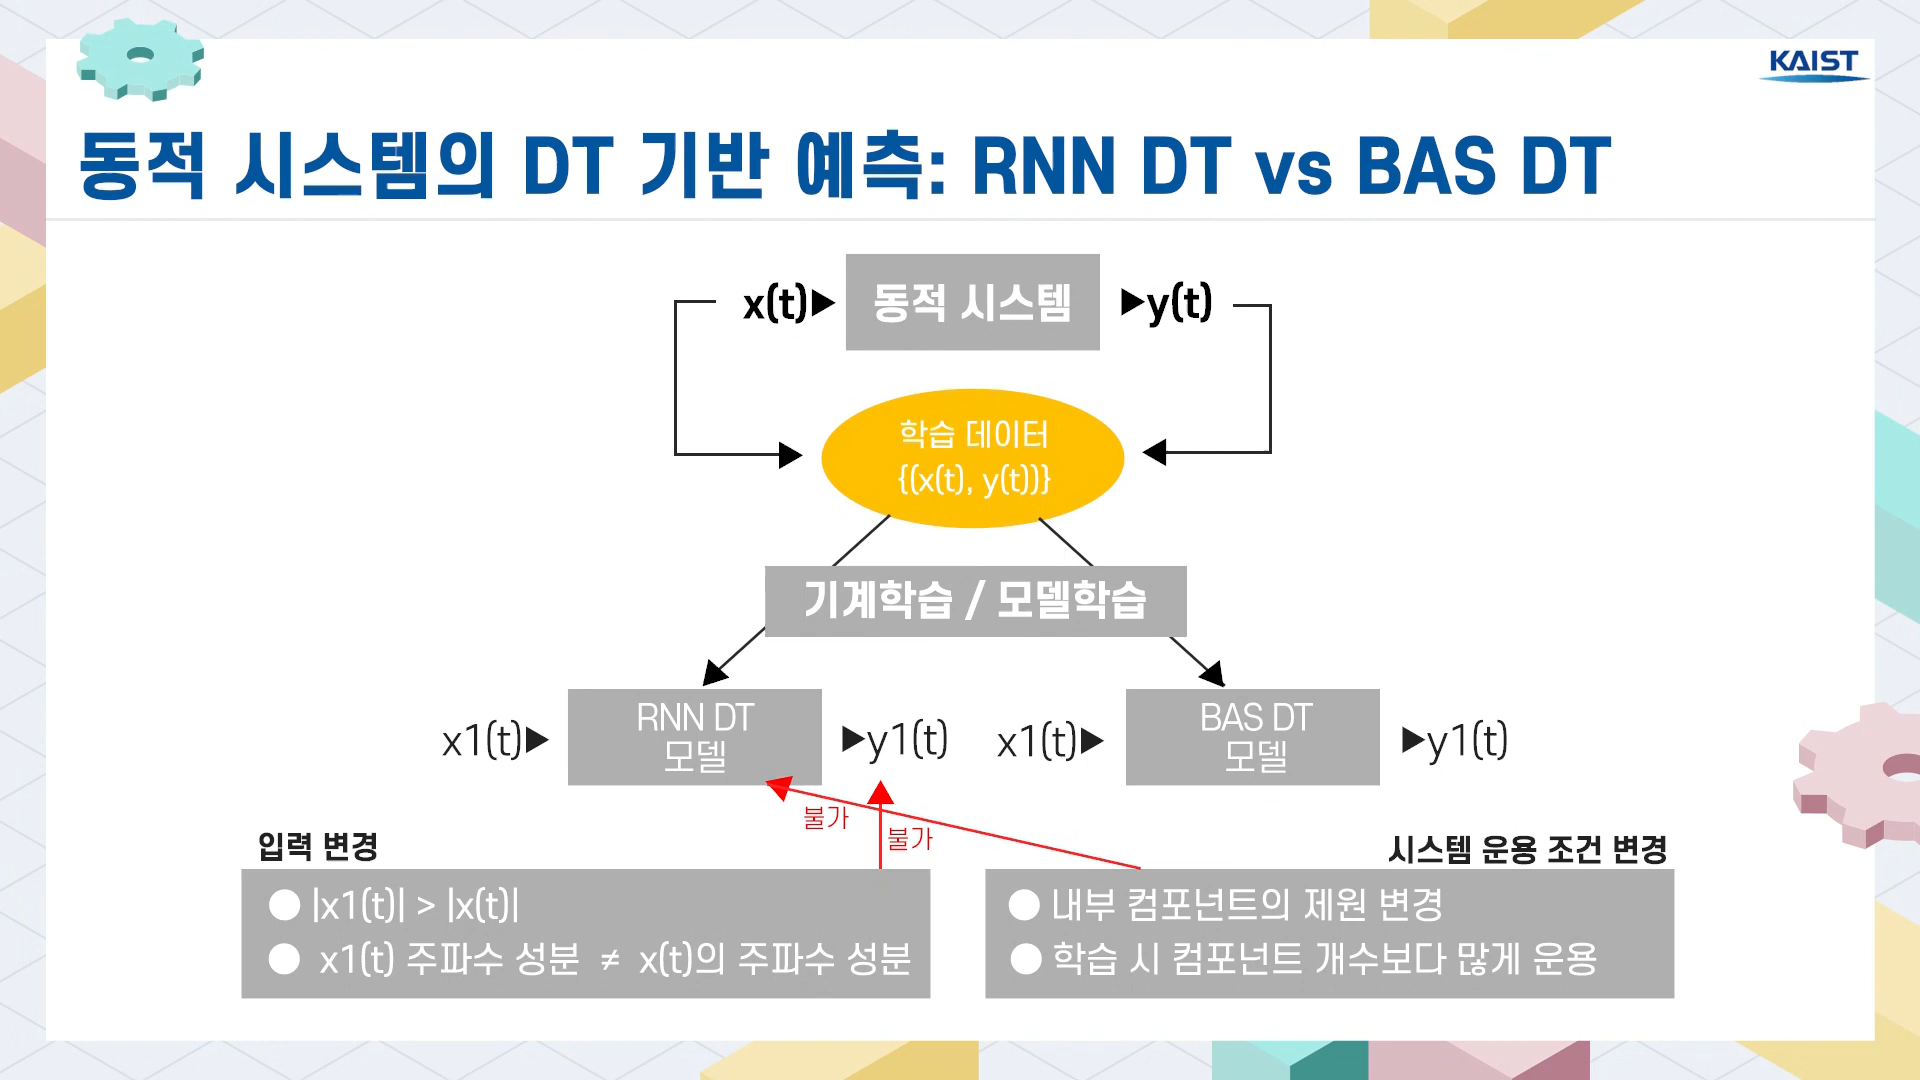 KAIST
동적 시스템의 DT 기반 예측: RNN DT vs BAS DT
x(t)
동적 시스템
y(t)
학습 데이터
{(x(t), y(t))}
기계학습 / 모델학습
x1(t)
RNN DT
모델
y1(t)
x1(t)
BAS DT
모델
y1(t)
불가
불가
입력 변경
|x1(t)| > |x(t)|
x1(t) 주파수 성분 ≠ x(t)의 주파수 성분
시스템 운용 조건 변경
내부 컴포넌트의 제원 변경
학습 시 컴포넌트 개수보다 많게 운용